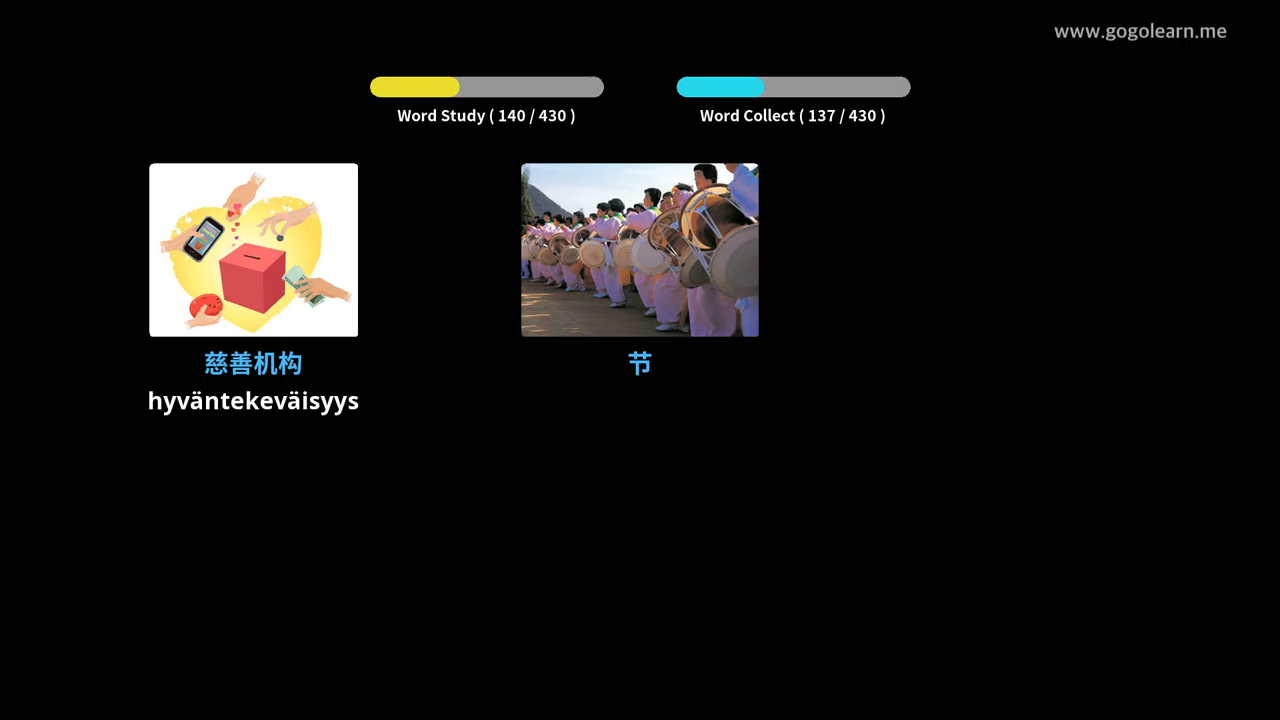 www.gogolearn.me
Word Study ( 140 / 430 )
Word Collect ( 137 / 430 )
慈善机构
hyväntekeväisyys
节